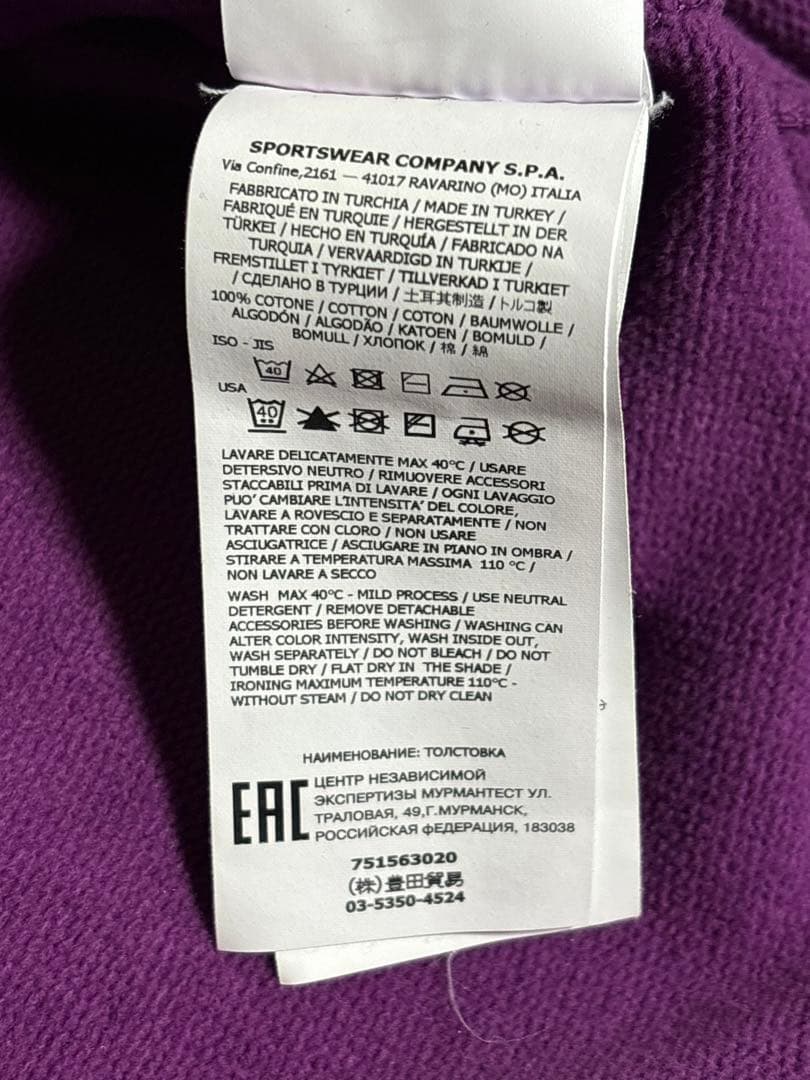 SPORTSWEAR COMPANY S.P.A.
Via Confine,2161 — 41017 RAVARINO (MO) ITALIA
FABBRICATO IN TURCHIA / MADE IN TURKEY /
FABRIQUÉ EN TURQUIE / HERGESTELLT IN DER
TÜRKEI / HECHO EN TURQUÍA / FABRICADO NA
TURQUIA / VERVAARDIGD IN TURKIJE /
FREMSTILLET I TYRKIET / TILLVERKAD I TURKIET
/ СДЕЛАНО В ТУРЦИИ / 土耳其制造 / トルコ製
100% COTONE / COTTON / COTON / BAUMWOLLE /
ALGODÓN / ALGODÃO / KATOEN / BOMULD /
BOMULL / ХЛОПОК / 棉 / 綿
ISO - JIS
40
USA
40
LAVARE DELICATAMENTE MAX 40°C / USARE
DETERSIVO NEUTRO / RIMUOVERE ACCESSORI
STACCABILI PRIMA DI LAVARE / OGNI LAVAGGIO
PUO' CAMBIARE L'INTENSITA' DEL COLORE,
LAVARE A ROVESCIO E SEPARATAMENTE / NON
TRATTARE CON CLORO / NON USARE
ASCIUGATRICE / ASCIUGARE IN PIANO IN OMBRA /
STIRARE A TEMPERATURA MASSIMA 110 °C /
NON LAVARE A SECCO
WASH MAX 40°C - MILD PROCESS / USE NEUTRAL
DETERGENT / REMOVE DETACHABLE
ACCESSORIES BEFORE WASHING / WASHING CAN
ALTER COLOR INTENSITY, WASH INSIDE OUT,
WASH SEPARATELY / DO NOT BLEACH / DO NOT
TUMBLE DRY / FLAT DRY IN THE SHADE /
IRONING MAXIMUM TEMPERATURE 110°C -
WITHOUT STEAM / DO NOT DRY CLEAN
НАИМЕНОВАНИЕ: ТОЛСТОВКА
EAC
ЦЕНТР НЕЗАВИСИМОЙ
ЭКСПЕРТИЗЫ МУРМАНТЕСТ УЛ.
ТРАЛОВАЯ, 49,Г.МУРМАНСК,
РОССИЙСКАЯ ФЕДЕРАЦИЯ, 183038
751563020
(株)豊田貿易
03-5350-4524